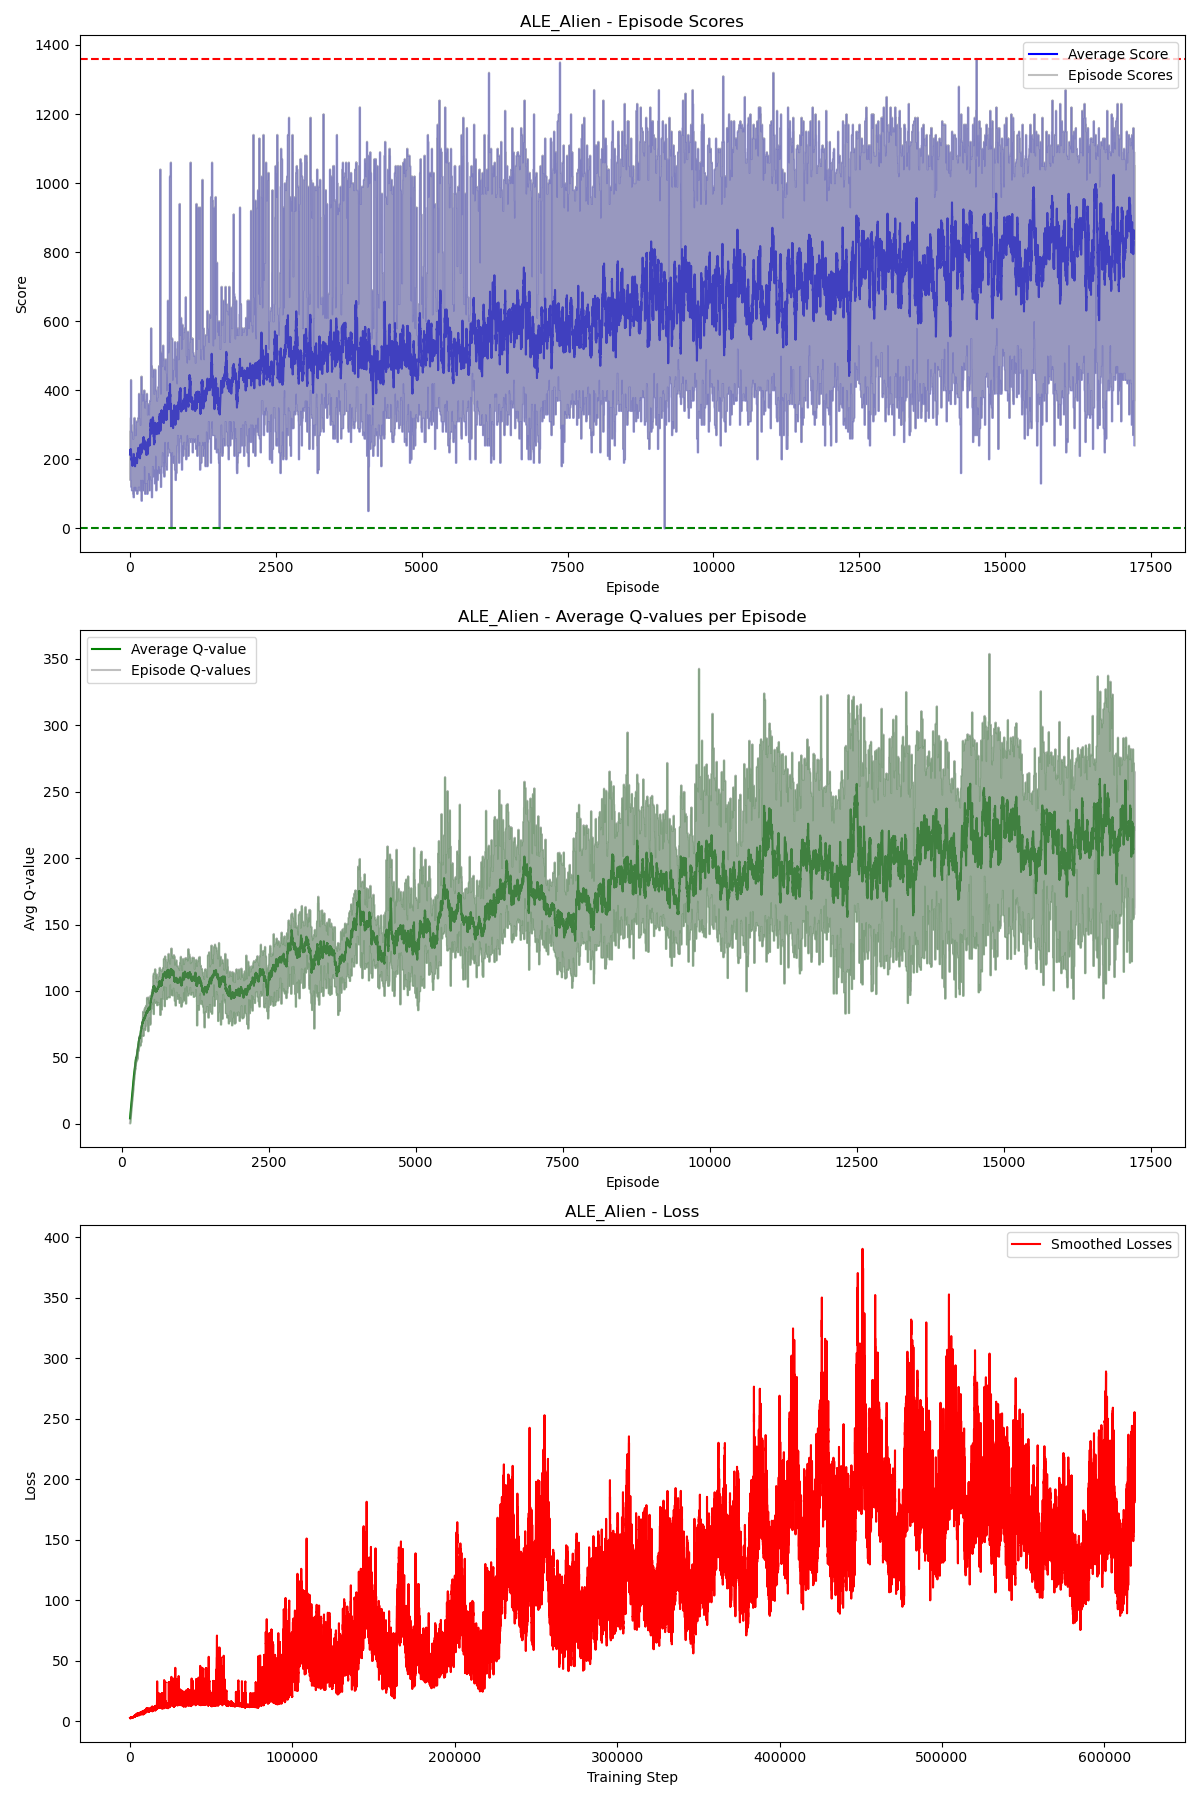 ALE_Alien - Episode Scores
1400
1200
1000
800
600
400
200
0
Score
Average Score
Episode Scores
0 2500 5000 7500 10000 12500 15000 17500
Episode
ALE_Alien - Average Q-values per Episode
350
300
250
200
150
100
50
0
Avg Q-value
Average Q-value
Episode Q-values
0 2500 5000 7500 10000 12500 15000 17500
Episode
ALE_Alien - Loss
400
350
300
250
200
150
100
50
0
Loss
Smoothed Losses
0 100000 200000 300000 400000 500000 600000
Training Step